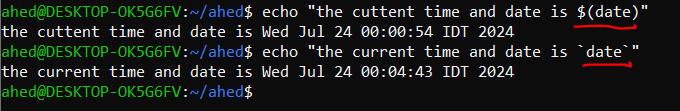 ahed@DESKTOP-OK5G6FV:~/ahed$ echo "the cuttent time and date is $(date)"
the cuttent time and date is Wed Jul 24 00:00:54 IDT 2024
ahed@DESKTOP-OK5G6FV:~/ahed$ echo "the current time and date is `date`"
the current time and date is Wed Jul 24 00:04:43 IDT 2024
ahed@DESKTOP-OK5G6FV:~/ahed$